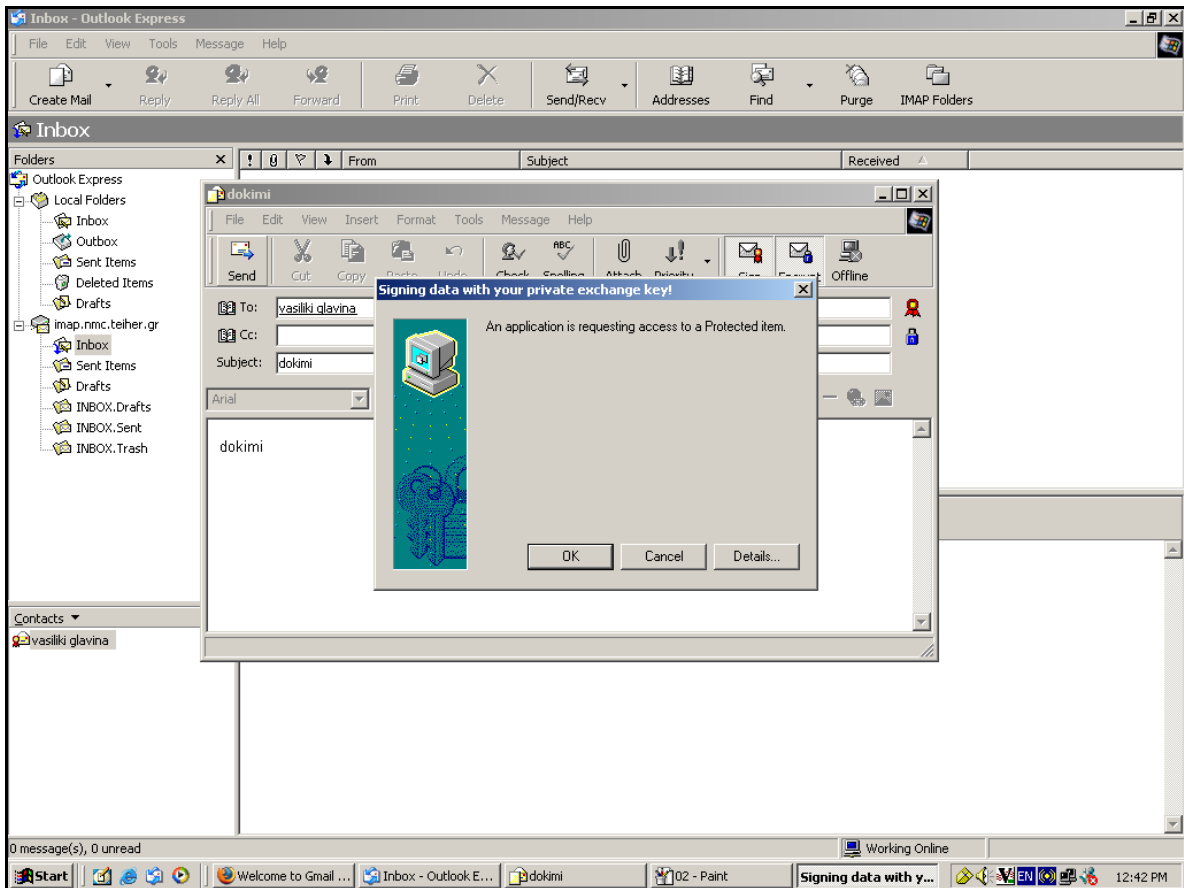 Inbox - Outlook Express
File Edit View Tools Message Help
Create Mail Reply Reply All Forward Print Delete Send/Recv Addresses Find Purge IMAP Folders
Inbox
Folders ! From Subject Received
Outlook Express
Local Folders
Inbox
Outbox
Sent Items
Deleted Items
Drafts
imap.nmc.teiher.gr
Inbox
Sent Items
Drafts
INBOX.Drafts
INBOX.Sent
INBOX.Trash
Contacts
vasiliki glavina
dokimi
File Edit View Insert Format Tools Message Help
Send Cut Copy Paste Undo Check Spelling Attach Priority Sign Encrypt Offline
To: vasiliki glavina
Cc:
Subject: dokimi
Arial
dokimi
Signing data with your private exchange key!
An application is requesting access to a Protected item.
OK Cancel Details...
0 message(s), 0 unread Working Online
Start Welcome to Gmail ... Inbox - Outlook E... dokimi 02 - Paint Signing data with y... EN 12:42 PM